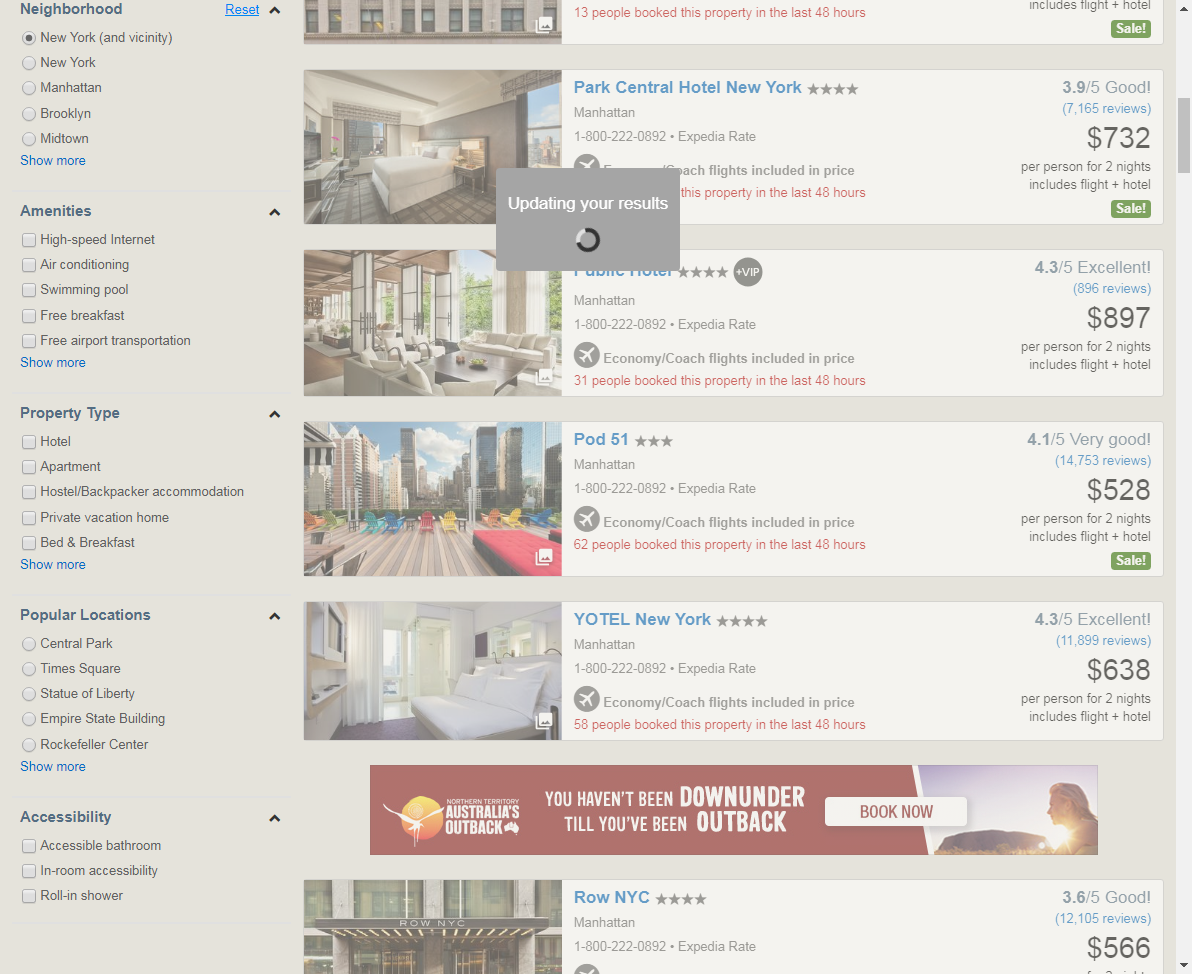 Neighborhood Reset
New York (and vicinity)
New York
Manhattan
Brooklyn
Midtown
Show more
Amenities
High-speed Internet
Air conditioning
Swimming pool
Free breakfast
Free airport transportation
Show more
Property Type
Hotel
Apartment
Hostel/Backpacker accommodation
Private vacation home
Bed & Breakfast
Show more
Popular Locations
Central Park
Times Square
Statue of Liberty
Empire State Building
Rockefeller Center
Show more
Accessibility
Accessible bathroom
In-room accessibility
Roll-in shower
13 people booked this property in the last 48 hours
includes flight + hotel
Sale!
Park Central Hotel New York
Manhattan
1-800-222-0892 • Expedia Rate
flights included in price
this property in the last 48 hours
3.9/5 Good!
(7,165 reviews)
$732
per person for 2 nights
includes flight + hotel
Sale!
Updating your results
Public Hotel +VIP
Manhattan
1-800-222-0892 • Expedia Rate
Economy/Coach flights included in price
31 people booked this property in the last 48 hours
4.3/5 Excellent!
(896 reviews)
$897
per person for 2 nights
includes flight + hotel
Pod 51
Manhattan
1-800-222-0892 • Expedia Rate
Economy/Coach flights included in price
62 people booked this property in the last 48 hours
4.1/5 Very good!
(14,753 reviews)
$528
per person for 2 nights
includes flight + hotel
Sale!
YOTEL New York
Manhattan
1-800-222-0892 • Expedia Rate
Economy/Coach flights included in price
58 people booked this property in the last 48 hours
4.3/5 Excellent!
(11,899 reviews)
$638
per person for 2 nights
includes flight + hotel
NORTHERN TERRITORY
AUSTRALIA'S
OUTBACK
YOU HAVEN'T BEEN DOWNUNDER
TILL YOU'VE BEEN OUTBACK
BOOK NOW
ROW NYC
Row NYC
Manhattan
1-800-222-0892 • Expedia Rate
3.6/5 Good!
(12,105 reviews)
$566